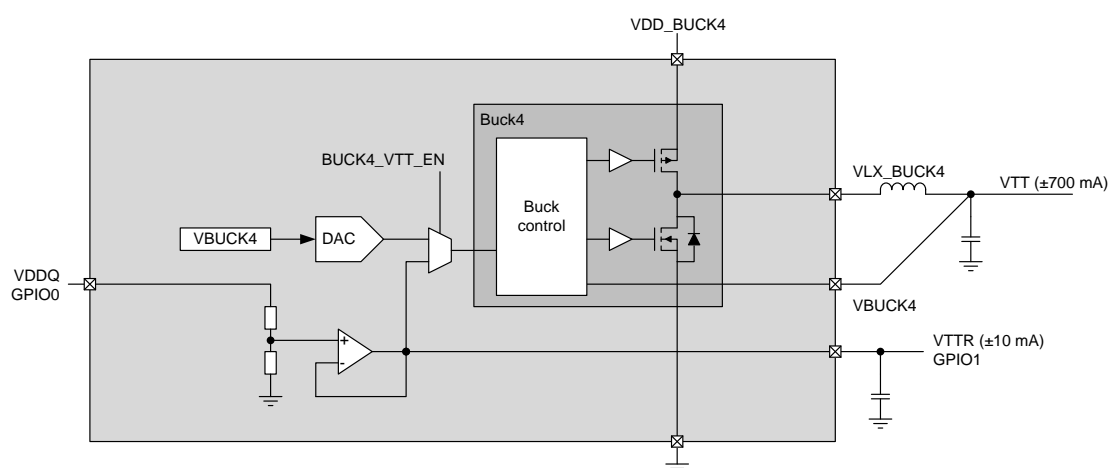 VDD_BUCK4
Buck4
BUCK4_VTT_EN
VLX_BUCK4
VTT (±700 mA)
Buck
control
VBUCK4
DAC
VDDQ
GPIO0
VBUCK4
+
-
VTTR (±10 mA)
GPIO1